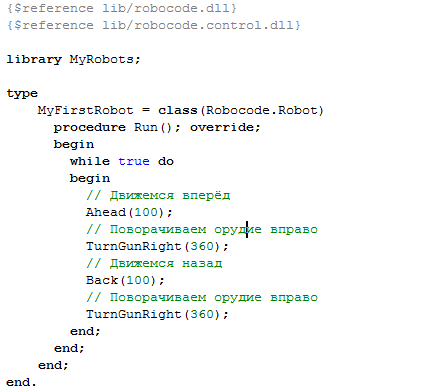 {$reference lib/robocode.dll}
{$reference lib/robocode.control.dll}
library MyRobots;
type
MyFirstRobot = class(Robocode.Robot)
procedure Run(); override;
begin
while true do
begin
// Движемся вперёд
Ahead(100);
// Поворачиваем орудие вправо
TurnGunRight(360);
// Движемся назад
Back(100);
// Поворачиваем орудие вправо
TurnGunRight(360);
end;
end;
end;
end.